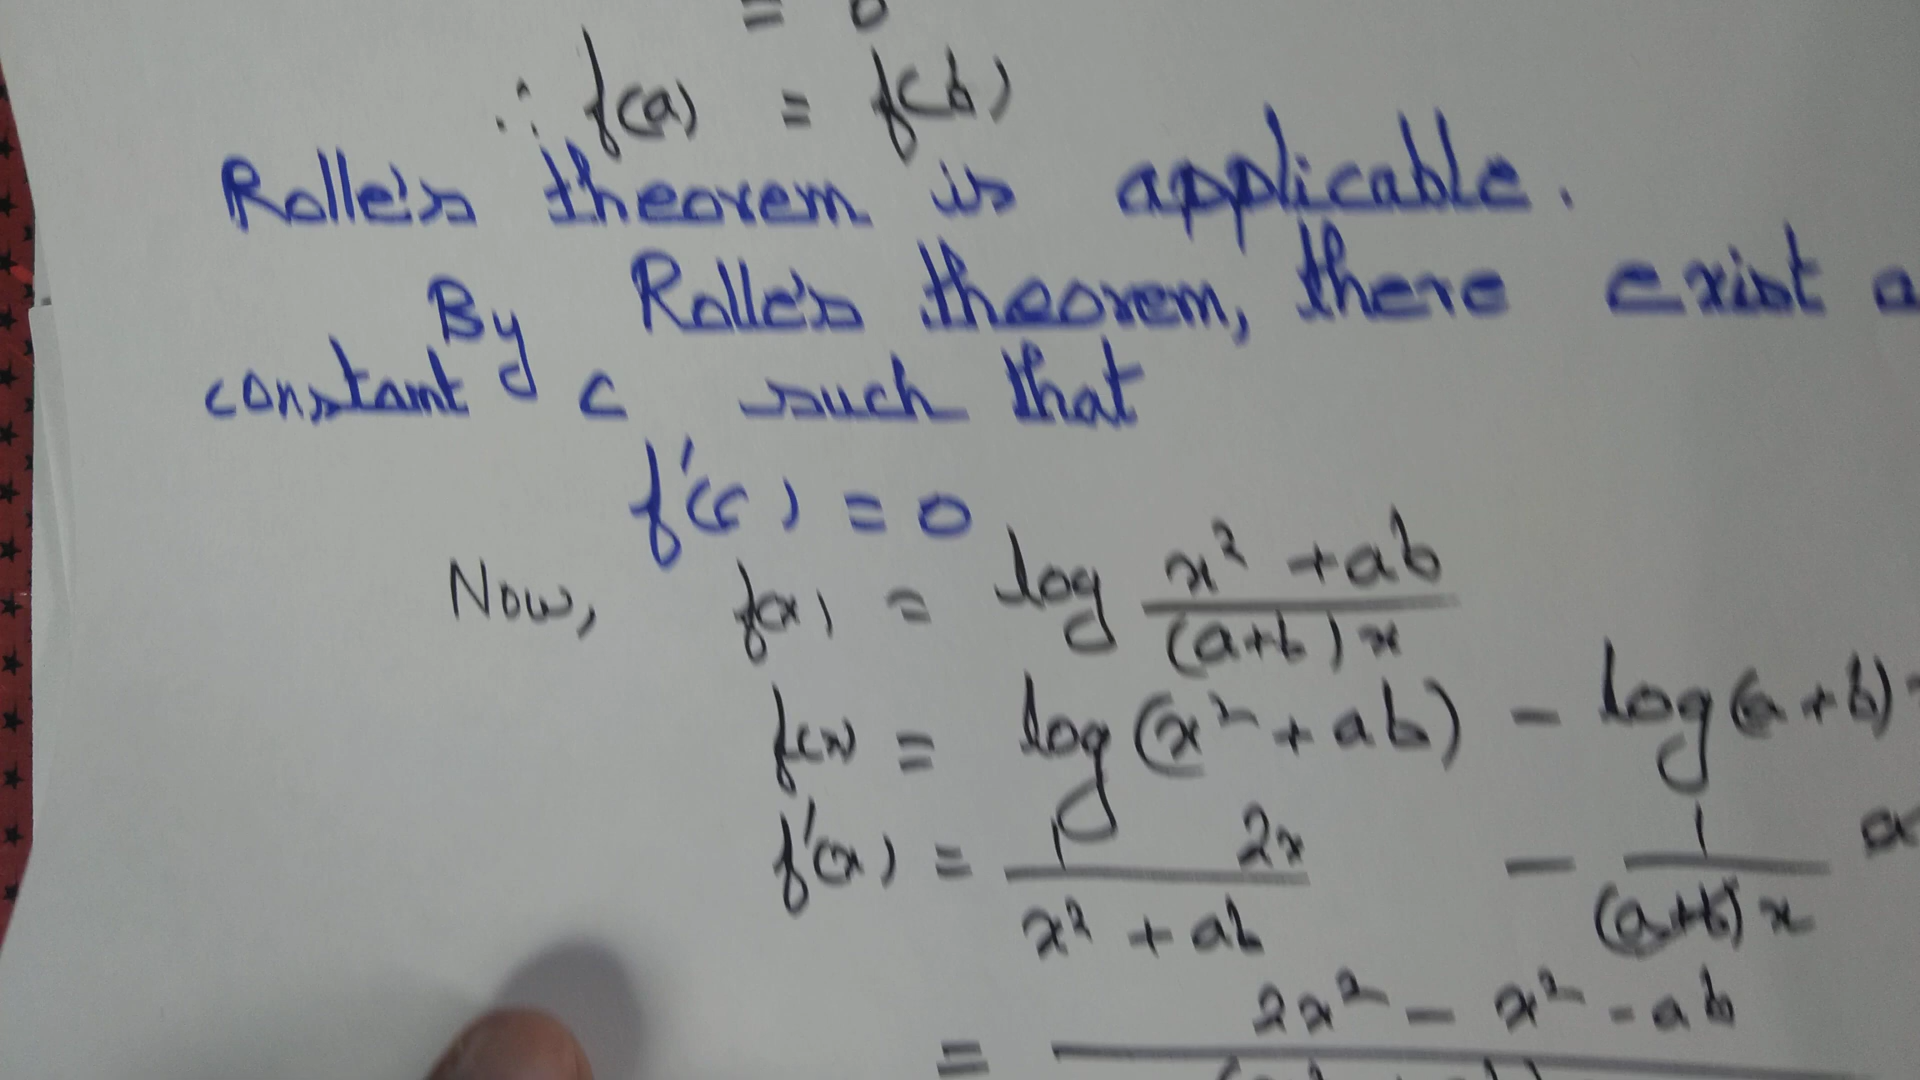 = 0
∴ f(a) = f(b)
Rolle's theorem is applicable.
By Rolle's theorem, there exist a
constant c such that
f'(c) = 0
Now, f(x) = log x² + ab / (a+b)x
f(x) = log(x² + ab) - log(a+b)
f'(x) = 1 2x / x² + ab - 1 / (a+b)x a
= 2x² - x² - ab